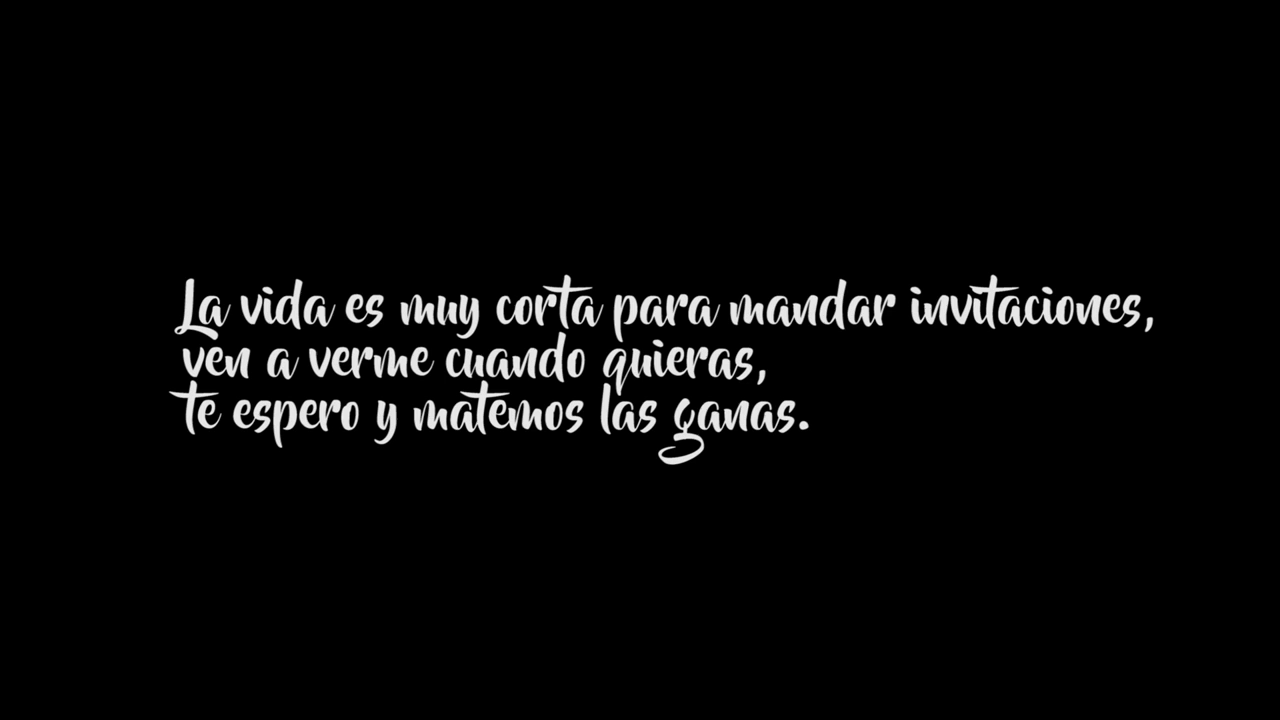 La vida es muy corta para mandar invitaciones,
ven a verme cuando quieras,
te espero y matemos las ganas.